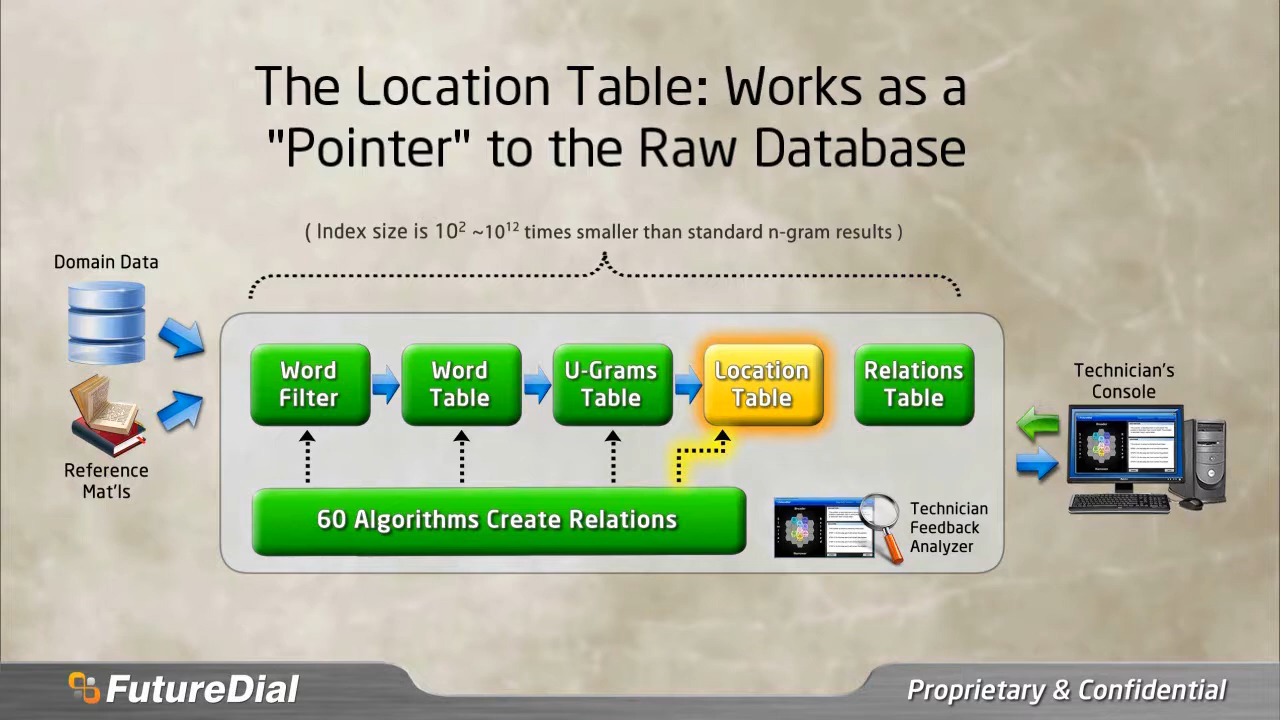 The Location Table: Works as a
"Pointer" to the Raw Database
( Index size is 10² ~10¹² times smaller than standard n-gram results )
Domain Data
Reference
Mat'ls
Word
Filter
Word
Table
U-Grams
Table
Location
Table
Relations
Table
60 Algorithms Create Relations
Technician
Feedback
Analyzer
Technician's
Console
FutureDial
Proprietary & Confidential